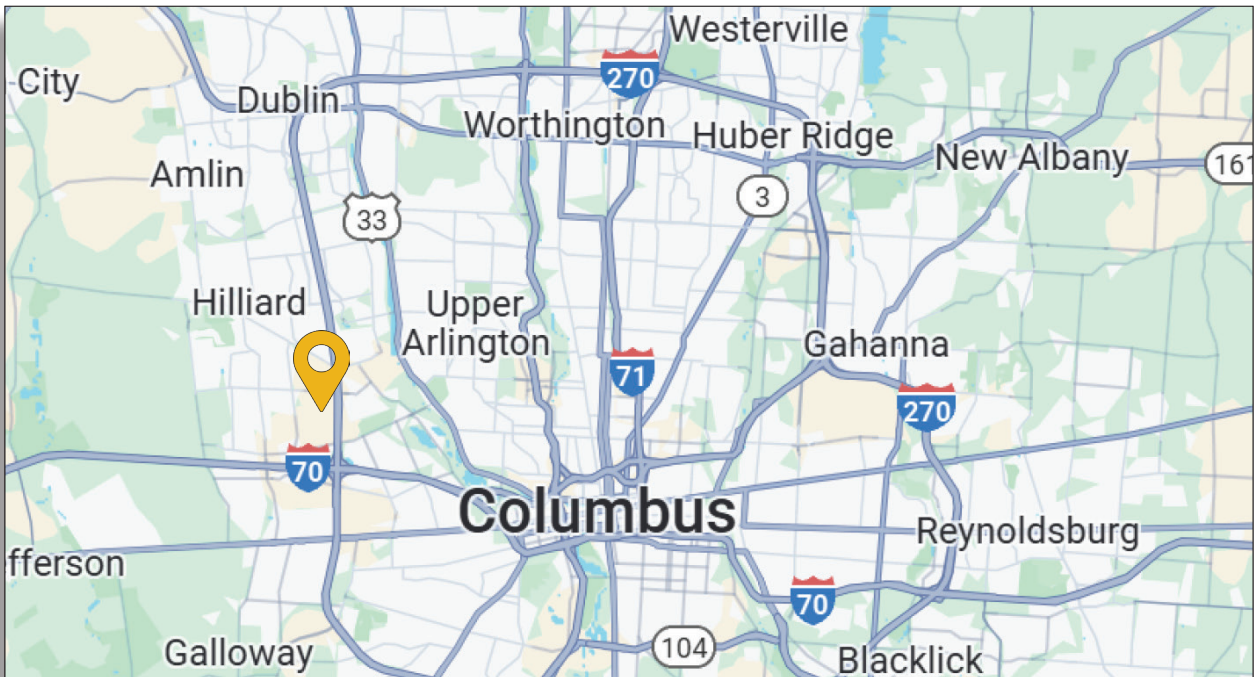 Westerville
270
City
Dublin
Worthington
Huber Ridge
New Albany
161
Amlin
3
33
Hilliard
Upper
Arlington
Gahanna
71
270
70
Columbus
Reynoldsburg
fferson
70
104
Galloway
Blacklick